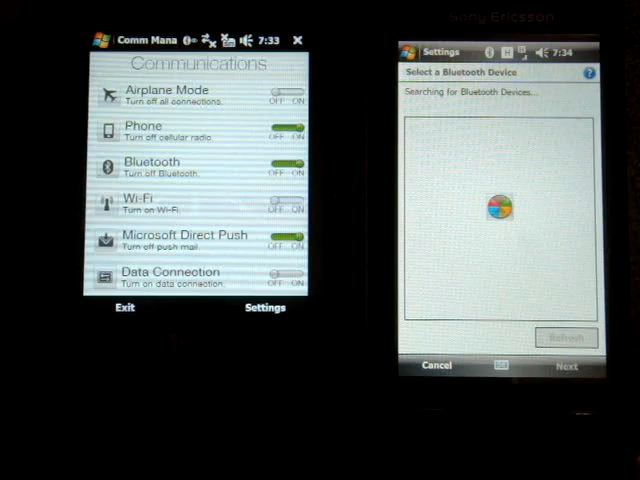 Comm Mana 7:33
Communications
Airplane Mode
Turn off all connections.
OFF ON
Phone
Turn off cellular radio.
OFF ON
Bluetooth
Turn off Bluetooth.
OFF ON
Wi-Fi
Turn on Wi-Fi.
OFF ON
Microsoft Direct Push
Turn off push mail.
OFF ON
Data Connection
Turn on data connection.
OFF ON
Exit Settings
Sony Ericsson
Settings H 7:34
Select a Bluetooth Device ?
Searching for Bluetooth Devices...
Refresh
Cancel Next